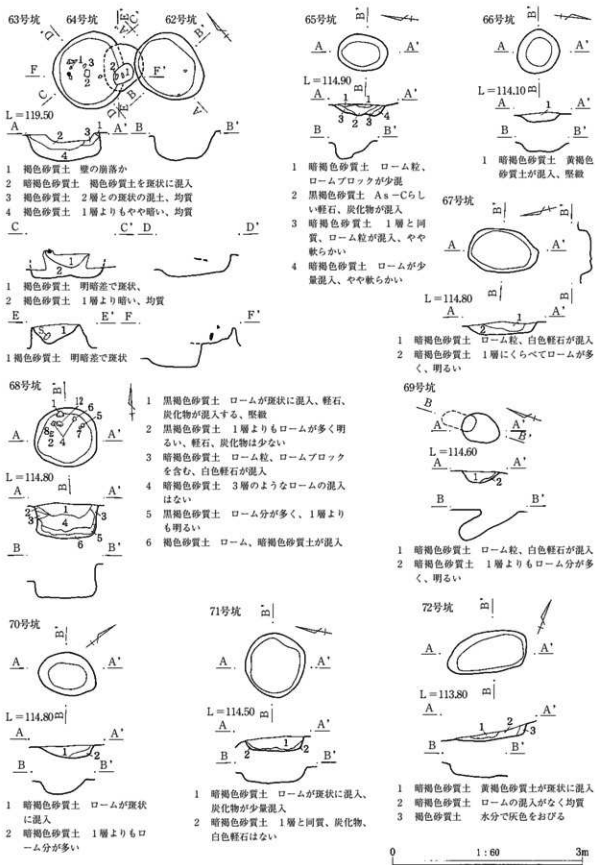 63号坑 64号坑 62号坑
L＝119.50
1 褐色砂質土 壁の崩落か
2 暗褐色砂質土 褐色砂質土を斑状に混入
3 褐色砂質土 2層との斑状の混土、均質
4 褐色砂質土 1層よりもやや暗い、均質
1 褐色砂質土 明暗差で斑状、
2 褐色砂質土 1層より暗い、均質
1褐色砂質土 明暗差で斑状
65号坑
L＝114.90
1 暗褐色砂質土 ローム粒、
ロームブロックが少混
2 黒褐色砂質土 As－Cらし
い軽石、炭化物が混入
3 暗褐色砂質土 1層と同
質、ローム粒が混入、やや
軟らかい
4 暗褐色砂質土 ロームが少
量混入、やや軟らかい
66号坑
L＝114.10
1 暗褐色砂質土 黄褐色
砂質土が混入、堅緻
67号坑
L＝114.80
1 暗褐色砂質土 ローム粒、白色軽石が混入
2 暗褐色砂質土 1層にくらべてロームが多
く、明るい
68号坑
L＝114.80
1 黒褐色砂質土 ロームが斑状に混入、軽石、
炭化物が混入する、堅緻
2 黒褐色砂質土 1層よりもロームが多く明
るい、軽石、炭化物は少ない
3 暗褐色砂質土 ローム粒、ロームブロック
を含む、白色軽石が混入
4 暗褐色砂質土 3層のようなロームの混入
はない
5 黒褐色砂質土 ローム分が多く、1層より
も明るい
6 褐色砂質土 ローム、暗褐色砂質土が混入
69号坑
L＝114.60
1 暗褐色砂質土 ローム粒、白色軽石が混入
2 暗褐色砂質土 1層よりもローム分が多
く、明るい
70号坑
L＝114.80
1 暗褐色砂質土 ロームが斑状
に混入
2 暗褐色砂質土 1層よりもロ
ーム分が多い
71号坑
L＝114.50
1 暗褐色砂質土 ロームが斑状に混入、
炭化物が少量混入
2 暗褐色砂質土 1層と同質、炭化物、
白色軽石はない
72号坑
L＝113.80
1 暗褐色砂質土 黄褐色砂質土が斑状に混入
2 暗褐色砂質土 ロームの混入がなく均質
3 褐色砂質土 水分で灰色をおびる
0 1：60 3m